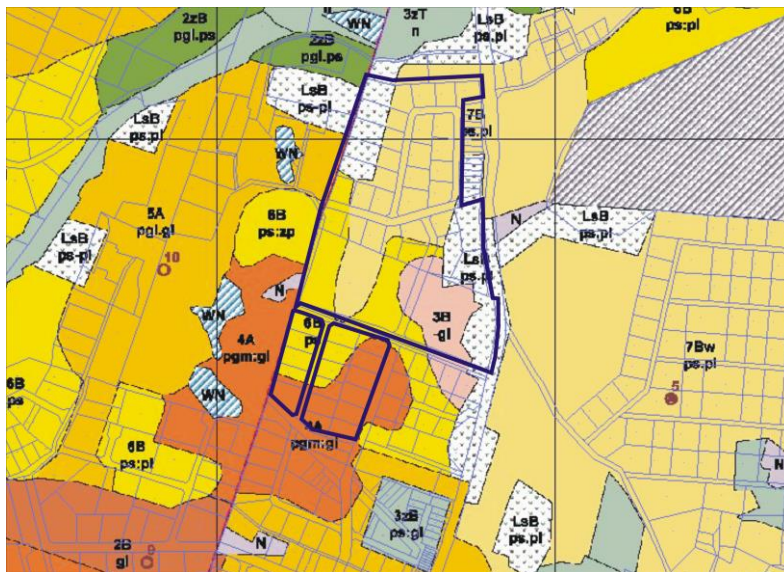 2zB
pgl.ps
WN
3zT
n
LsB
ps.pl
6B
ps:pl
2zB
pgl.ps
LsB
ps-pl
LsB
ps:pl
7B
ps.pl
WN
5A
pgl.gl
6B
ps:zp
N
LsB
ps.pl
LsB
ps-pl
10
LsB
ps.pl
N
WN
3B
-gl
4A
pgm:gl
6B
ps
7Bw
ps.pl
5
6B
ps
WN
4A
pgm:gl
6B
ps:pl
N
3zB
ps:gl
LsB
ps.pl
2B
gl
9
N